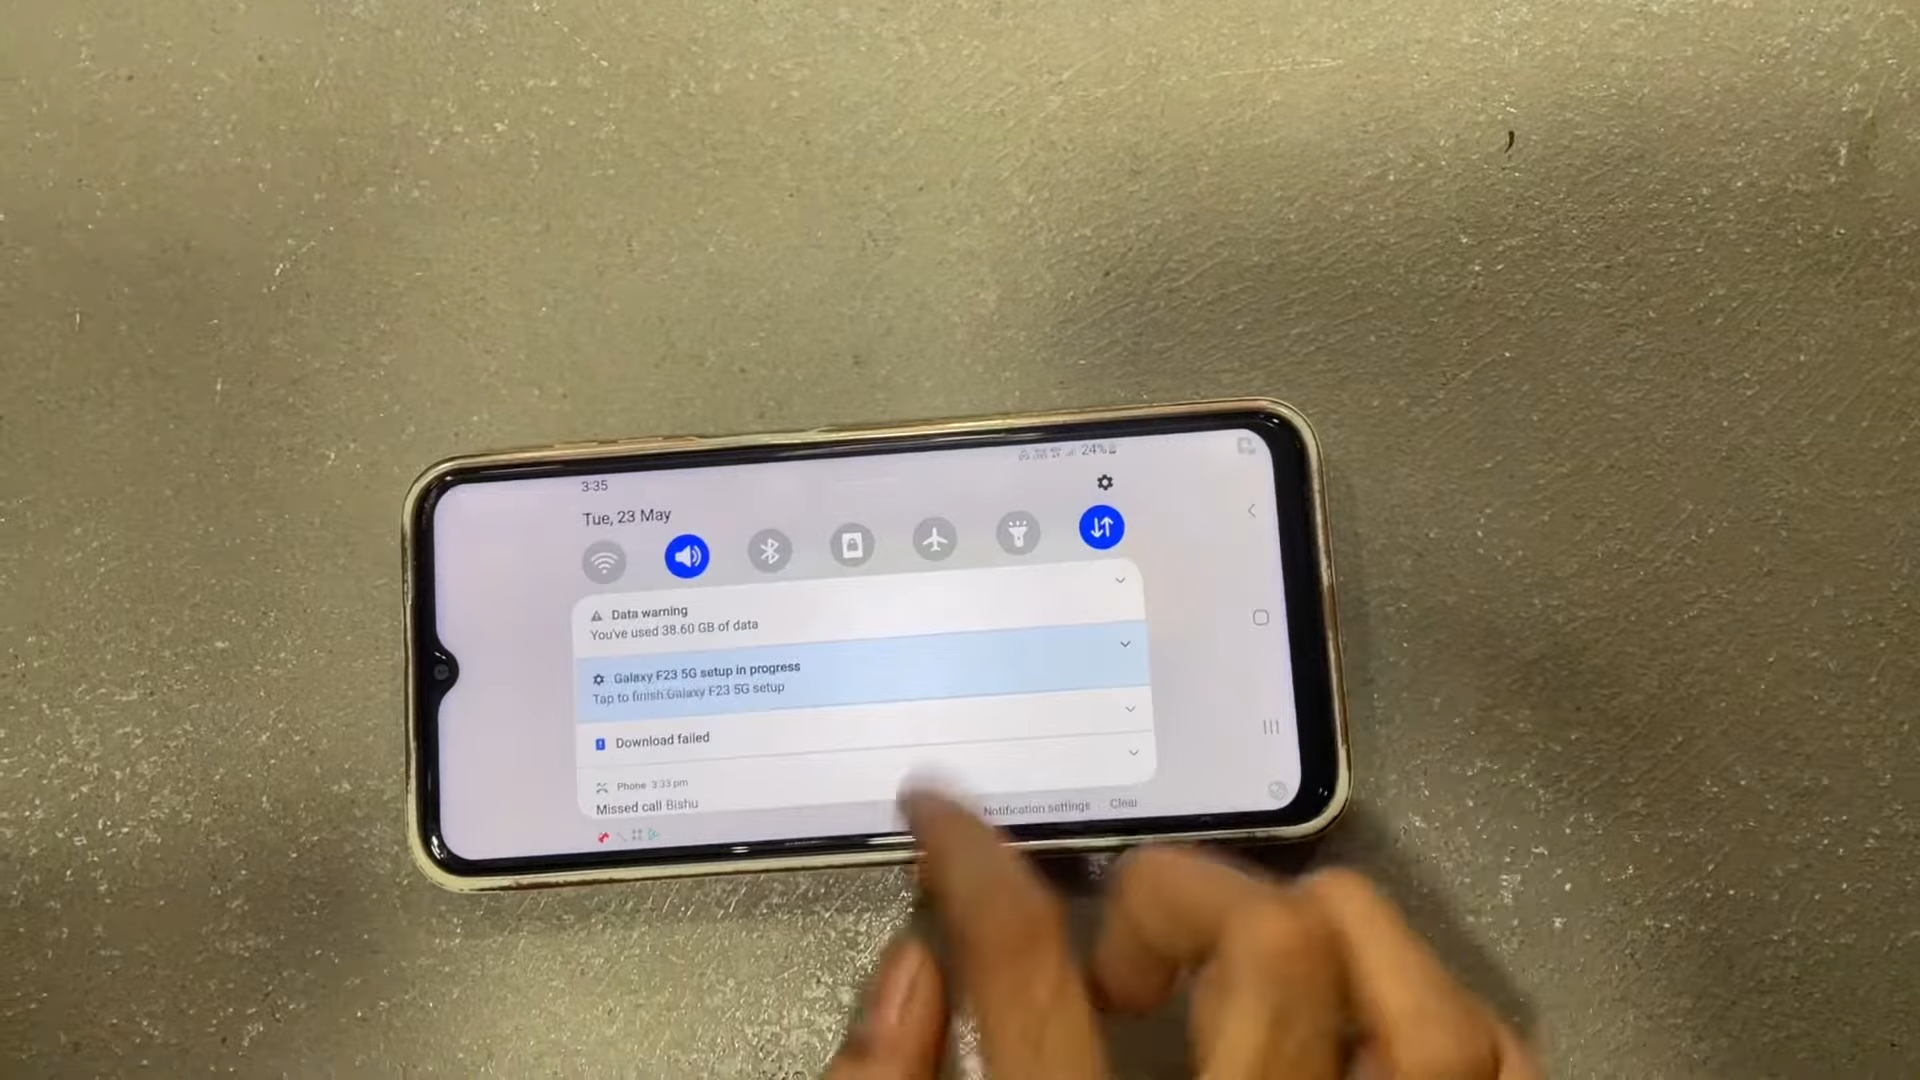 24%
3:35
Tue, 23 May
Data warning
You've used 38.60 GB of data
Galaxy F23 5G setup in progress
Tap to finish Galaxy F23 5G setup
Download failed
Phone 3:33 pm
Missed call Bishu
Notification settings
Clear